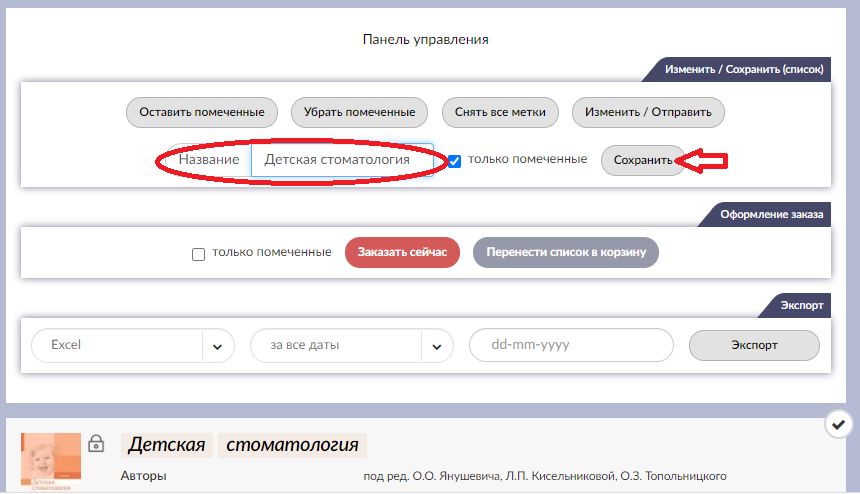 Панель управления
Изменить / Сохранить (список)
Оставить помеченные Убрать помеченные Снять все метки Изменить / Отправить
Название Детская стоматология только помеченные Сохранить
Оформление заказа
только помеченные Заказать сейчас Перенести список в корзину
Экспорт
Excel за все даты dd-mm-yyyy Экспорт
Детская стоматология
Авторы под ред. О.О. Янушевича, Л.П. Кисельниковой, О.З. Топольницкого
Детская
стоматология